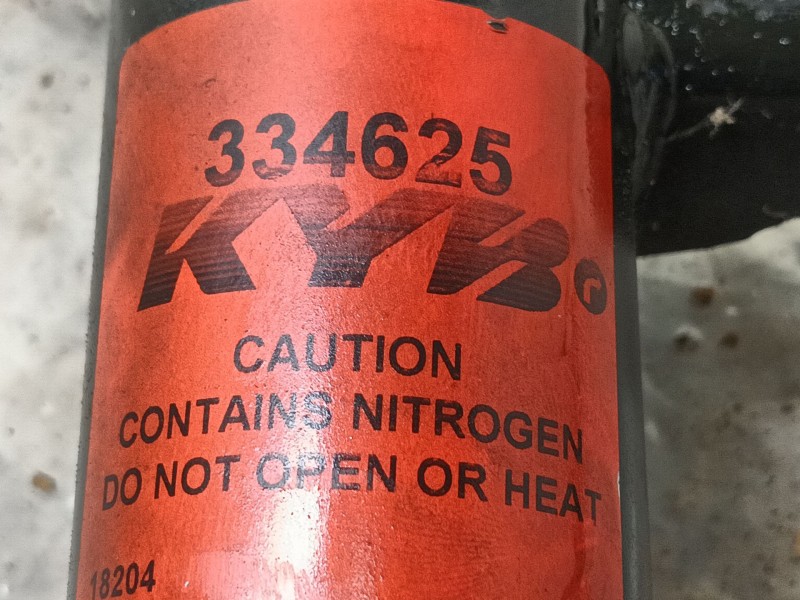 334625
KYB r
CAUTION
CONTAINS NITROGEN
DO NOT OPEN OR HEAT
18204